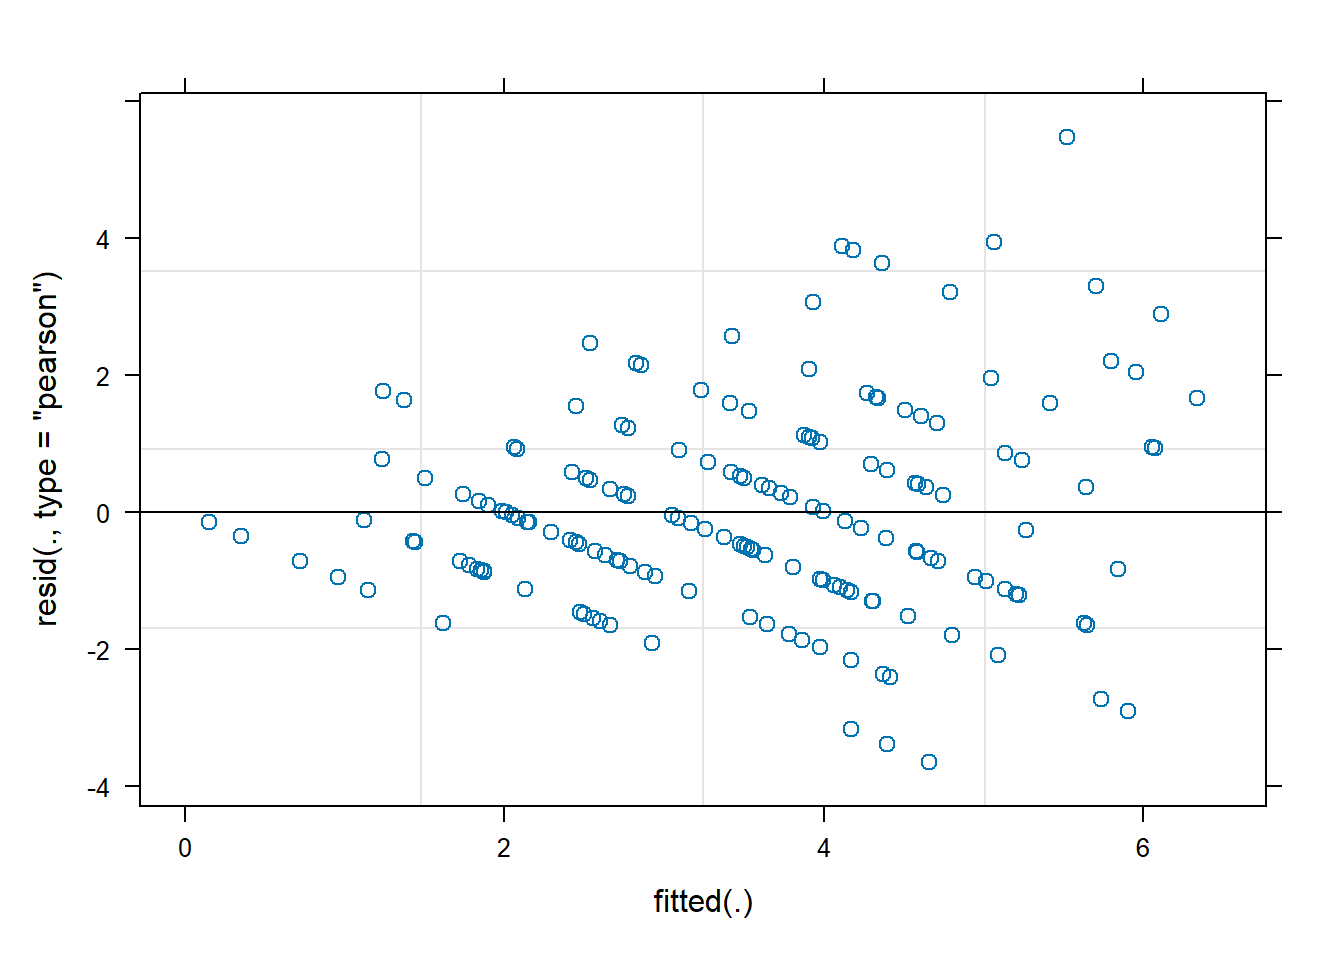 4
2
0
-2
-4
resid(., type = "pearson")
0 2 4 6
fitted(.)